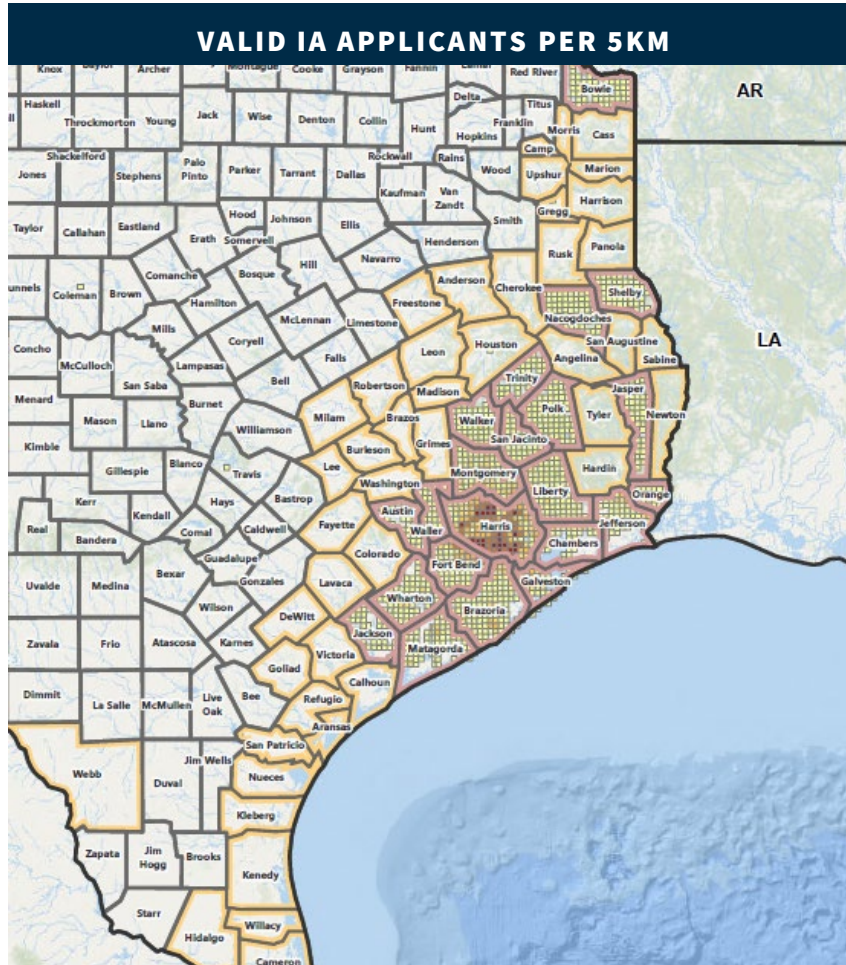 VALID IA APPLICANTS PER 5KM
Knox
Archer
Montague
Cooke
Grayson
Fannin
Red River
Bowie
AR
Haskell
Throckmorton
Young
Jack
Wise
Denton
Collin
Hunt
Delta
Hopkins
Franklin
Titus
Morris
Cass
Camp
Shackelford
Jones
Stephens
Palo
Pinto
Parker
Tarrant
Dallas
Rockwall
Rains
Wood
Upshur
Marion
Kaufman
Van
Zandt
Gregg
Harrison
Taylor
Callahan
Eastland
Erath
Hood
Somervell
Johnson
Ellis
Henderson
Smith
Rusk
Panola
Navarro
Hill
Bosque
Comanche
Anderson
Cherokee
Shelby
unnels
Coleman
Brown
Hamilton
McLennan
Limestone
Freestone
Nacogdoches
Mills
Coryell
Falls
Leon
Houston
San Augustine
LA
Concho
McCulloch
San Saba
Lampasas
Bell
Robertson
Madison
Angelina
Sabine
Trinity
Menard
Mason
Llano
Burnet
Williamson
Milam
Brazos
Grimes
Walker
Polk
San Jacinto
Tyler
Jasper
Newton
Kimble
Gillespie
Blanco
Travis
Lee
Burleson
Washington
Montgomery
Liberty
Hardin
Orange
Kerr
Kendall
Hays
Bastrop
Fayette
Austin
Waller
Harris
Jefferson
Real
Bandera
Comal
Caldwell
Guadalupe
Colorado
Fort Bend
Chambers
Galveston
Uvalde
Medina
Bexar
Gonzales
Lavaca
Wharton
Brazoria
Wilson
DeWitt
Jackson
Matagorda
Zavala
Frio
Atascosa
Karnes
Goliad
Victoria
Calhoun
Dimmit
La Salle
McMullen
Live
Oak
Bee
Refugio
Aransas
San Patricio
Webb
Duval
Jim Wells
Nueces
Kleberg
Zapata
Jim
Hogg
Brooks
Kenedy
Starr
Hidalgo
Willacy
Cameron